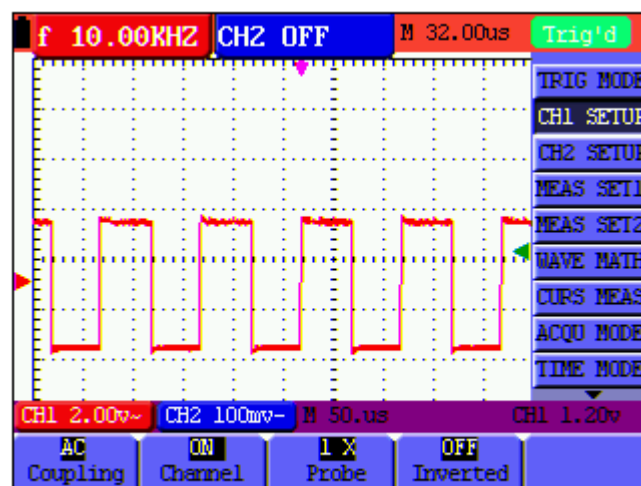 f 10.00KHZ CH2 OFF M 32.00us Trig'd
TRIG MODE
CH1 SETUP
CH2 SETUP
MEAS SET1
MEAS SET2
WAVE MATH
CURS MEAS
ACQU MODE
TIME MODE
CH1 2.00v~ CH2 100mv- M 50.us CH1 1.20v
AC ON 1 X OFF
Coupling Channel Probe Inverted